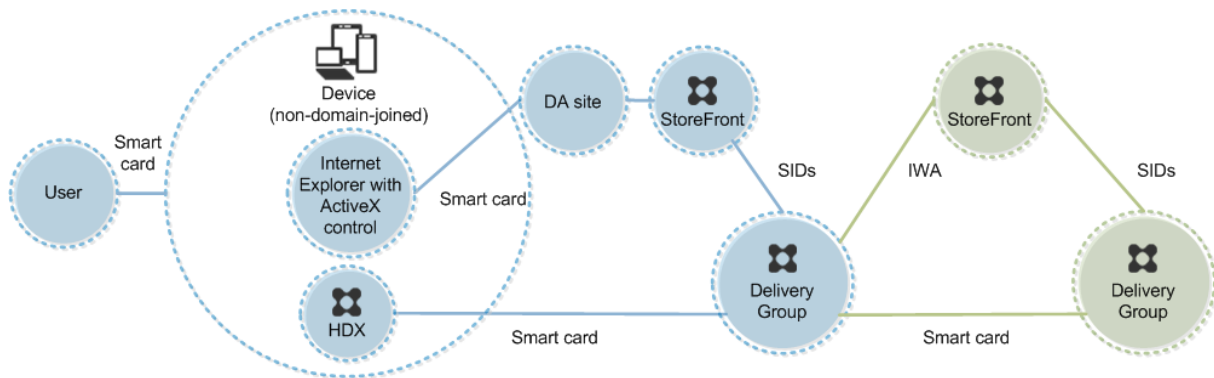 User
Smart
card
Device
(non-domain-joined)
Internet
Explorer with
ActiveX
control
HDX
Smart card
DA site
StoreFront
SIDs
Delivery
Group
Smart card
IWA
StoreFront
SIDs
Delivery
Group
Smart card